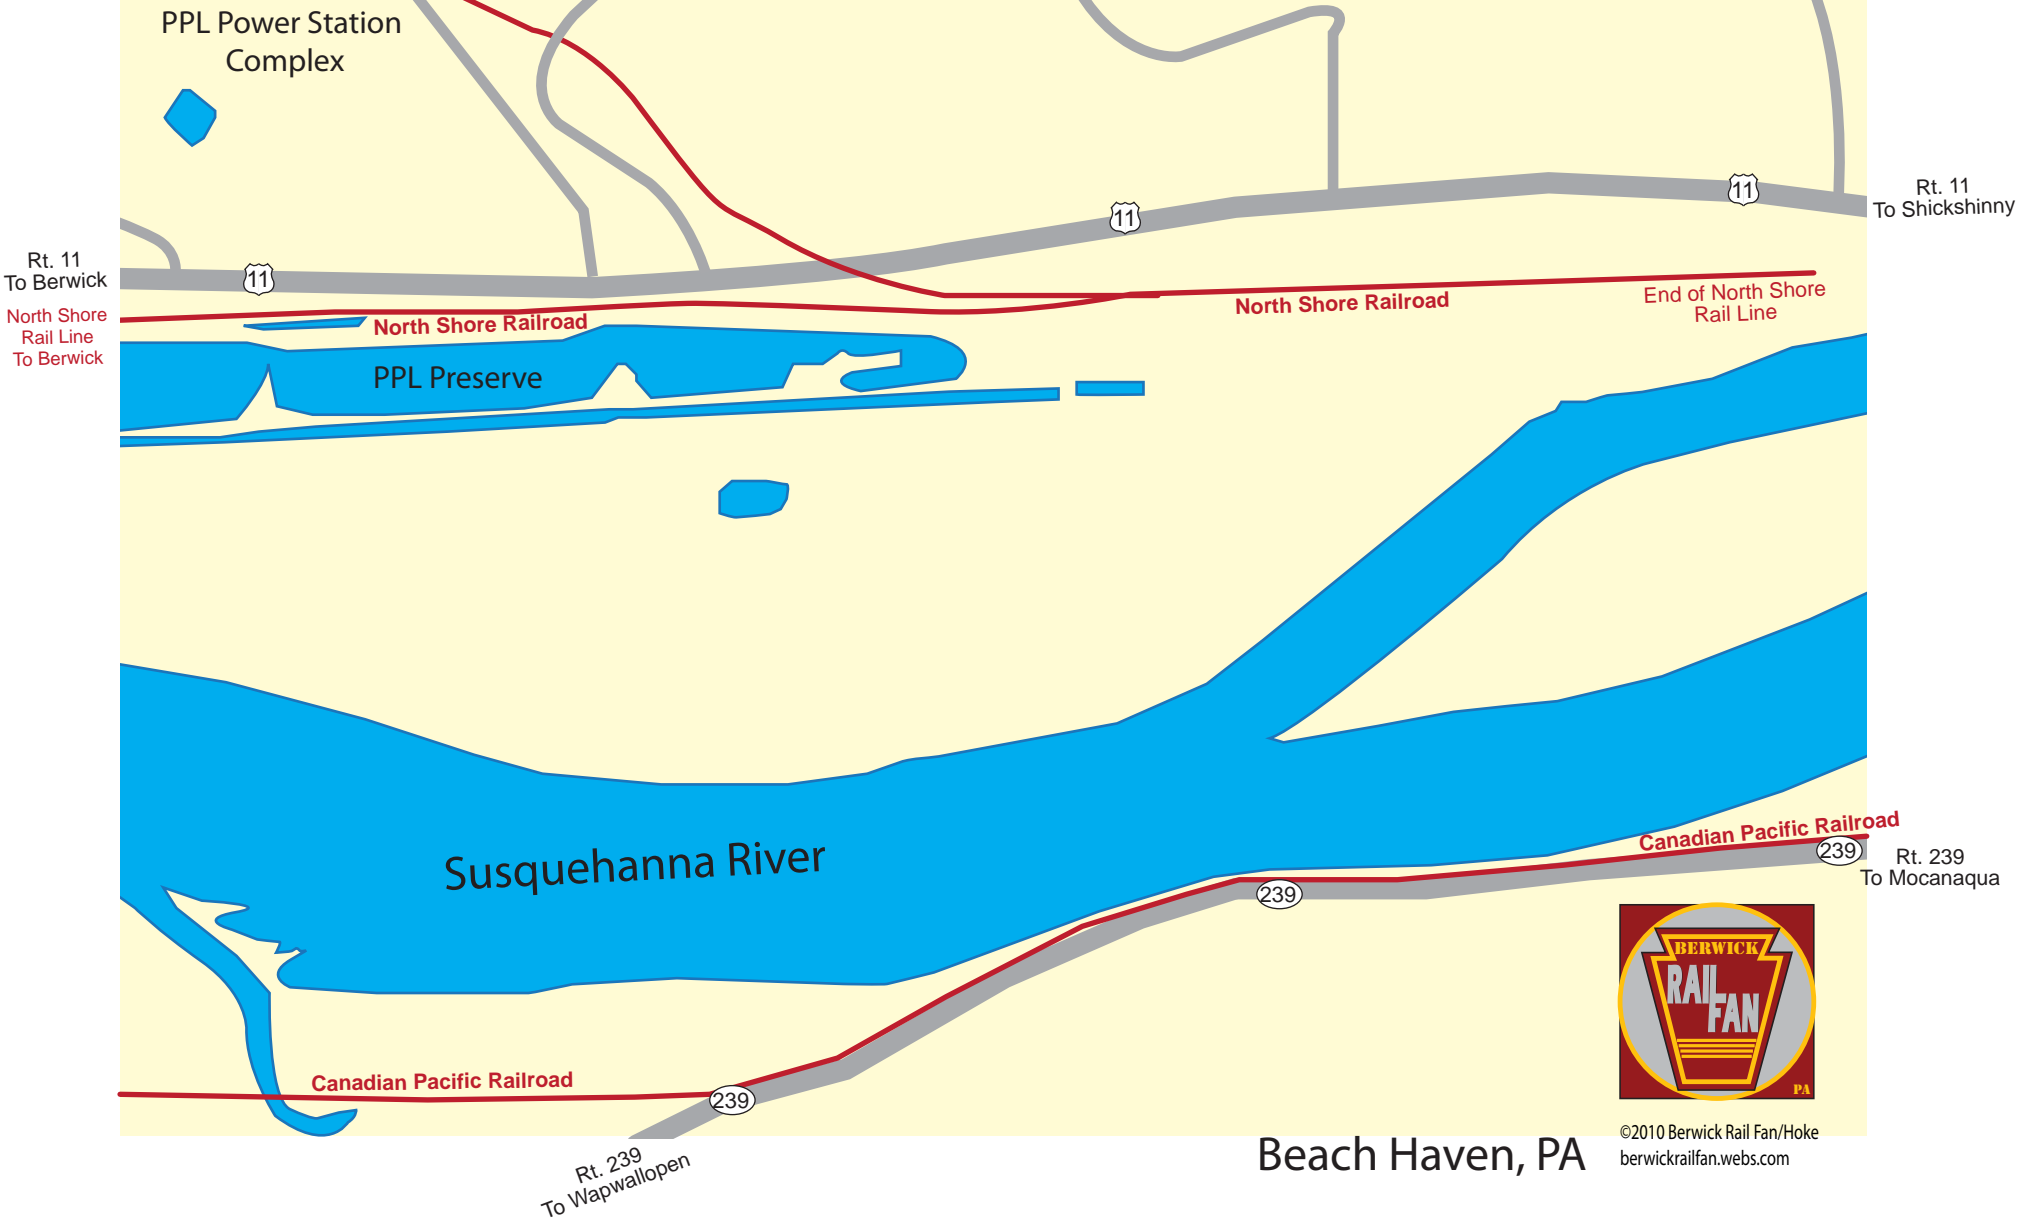 PPL Power Station
Complex
11
Rt. 11
To Shickshinny
11
Rt. 11
To Berwick
11
North Shore
Rail Line
To Berwick
North Shore Railroad
North Shore Railroad
End of North Shore
Rail Line
PPL Preserve
Susquehanna River
Canadian Pacific Railroad
239
Rt. 239
To Mocanaqua
239
BERWICK
RAIL
FAN
PA
Canadian Pacific Railroad
239
Rt. 239
To Wapwallopen
Beach Haven, PA
©2010 Berwick Rail Fan/Hoke
berwickrailfan.webs.com